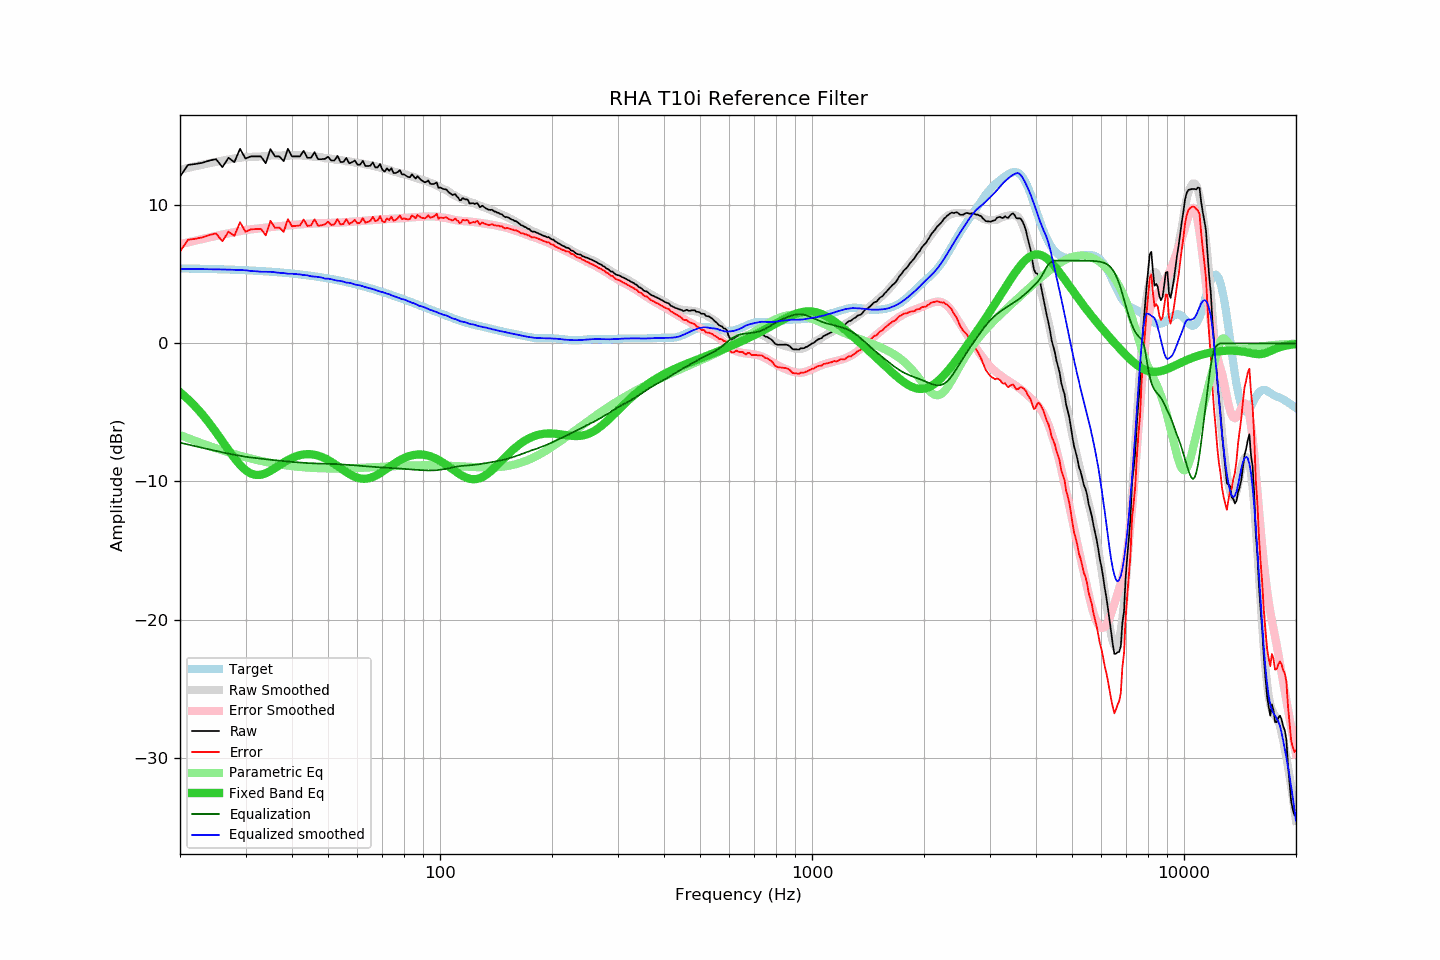 RHA T10i Reference Filter
Amplitude (dBr)
10
0
−10
−20
−30
Target
Raw Smoothed
Error Smoothed
Raw
Error
Parametric Eq
Fixed Band Eq
Equalization
Equalized smoothed
100 1000 10000
Frequency (Hz)